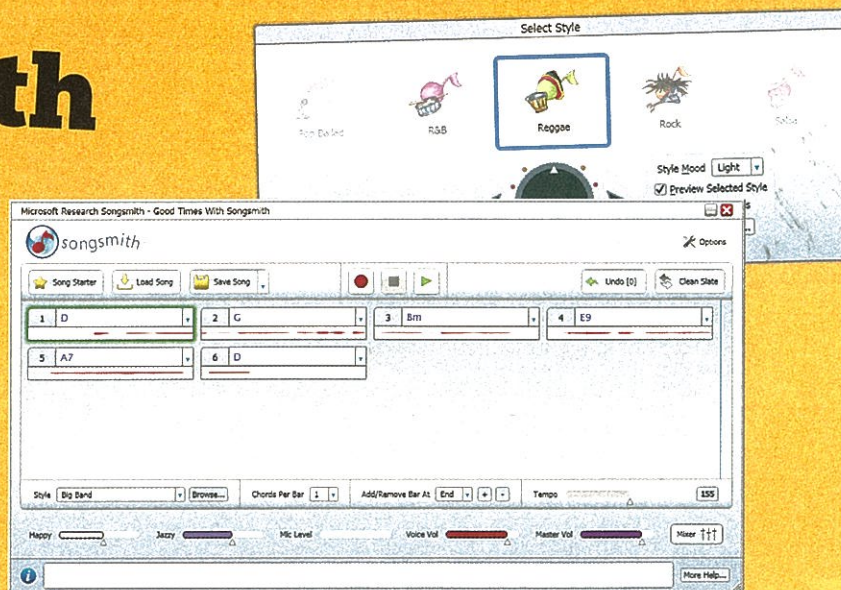 th
Select Style
Pop Ballad
R&B
Reggae
Rock
Salsa
Style Mood Light
Preview Selected Style
Microsoft Research Songsmith - Good Times With Songsmith
songsmith
Options
Song Starter Load Song Save Song Undo [0] Clean Slate
1 D 2 G 3 Bm 4 E9
5 A7 6 D
Style Big Band Browse... Chords Per Bar 1 Add/Remove Bar At End + - Tempo 155
Happy Jazzy Mic Level Voice Vol Master Vol Mixer
More Help...